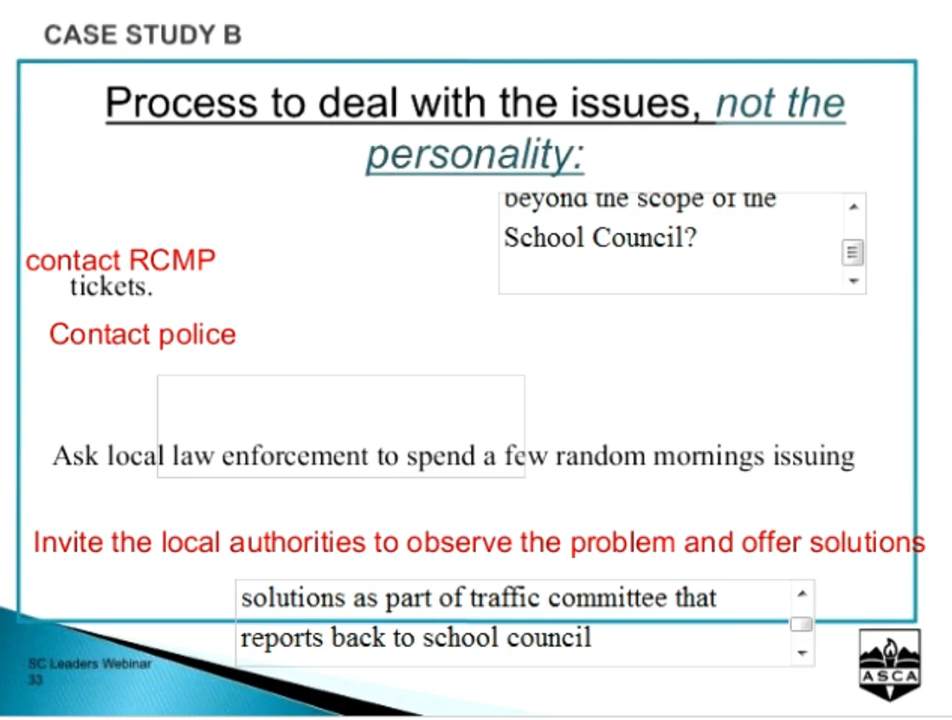 CASE STUDY B
Process to deal with the issues, not the
personality:
beyond the scope of the
School Council?
contact RCMP
tickets.
Contact police
Ask local law enforcement to spend a few random mornings issuing
Invite the local authorities to observe the problem and offer solutions
solutions as part of traffic committee that
reports back to school council
SC Leaders Webinar
33
ASCA